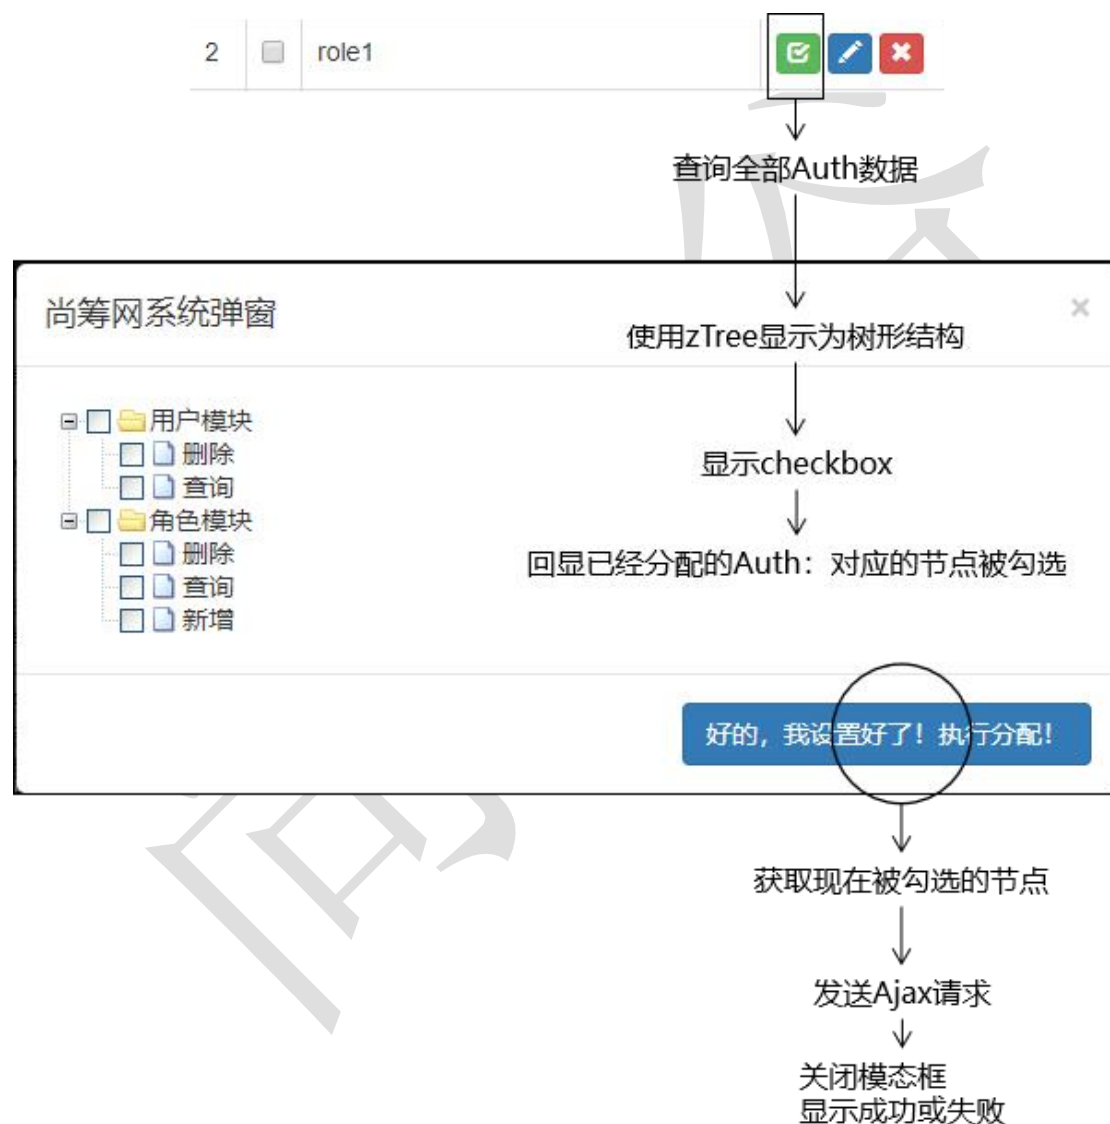 2 role1
查询全部Auth数据
尚筹网系统弹窗 ×
使用zTree显示为树形结构
用户模块
删除
查询
角色模块
删除
查询
新增
显示checkbox
回显已经分配的Auth：对应的节点被勾选
好的，我设置好了！执行分配！
获取现在被勾选的节点
发送Ajax请求
关闭模态框
显示成功或失败